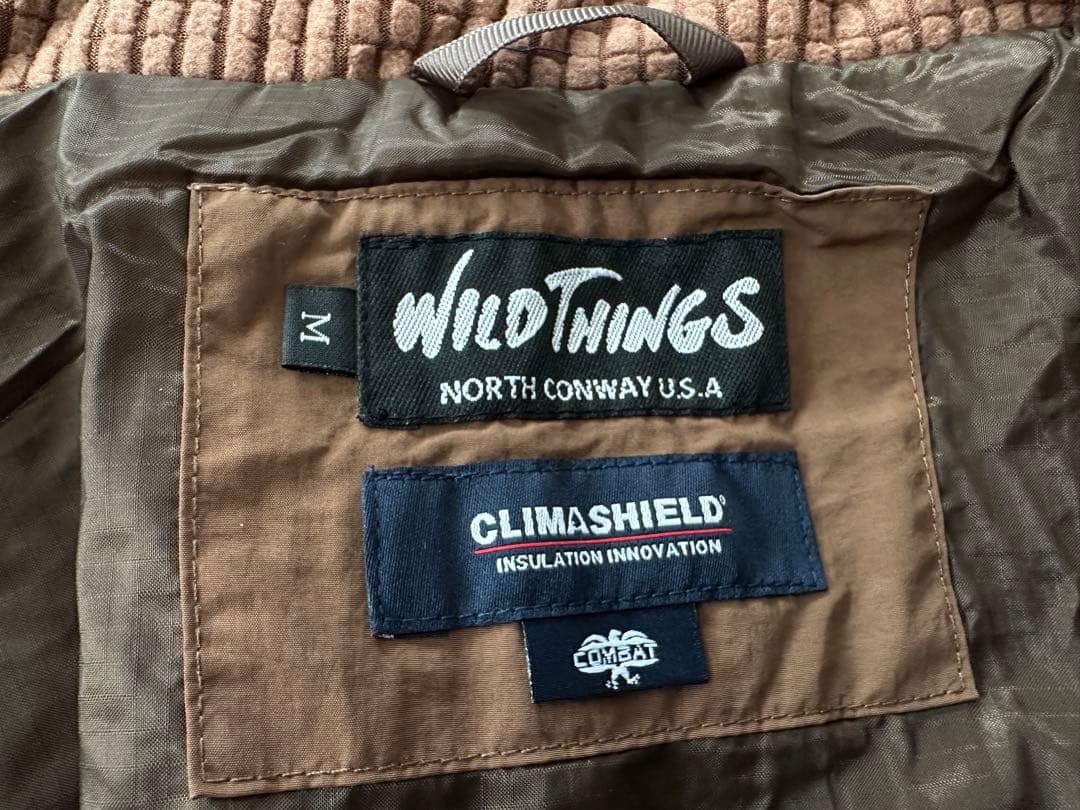 WILDTHINGS
NORTH CONWAY U.S.A
M
CLIMASHIELD®
INSULATION INNOVATION
COMBAT